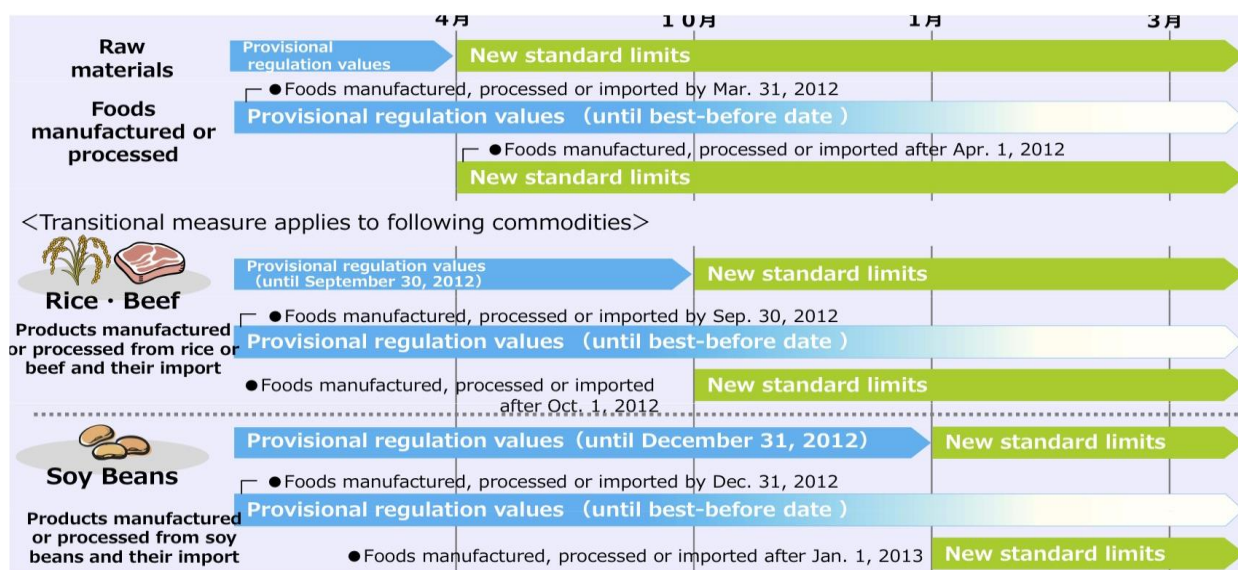 4月 10月 1月 3月
Raw
materials
Provisional
regulation values
New standard limits
●Foods manufactured, processed or imported by Mar. 31, 2012
Foods
manufactured or
processed
Provisional regulation values （until best-before date ）
●Foods manufactured, processed or imported after Apr. 1, 2012
New standard limits
<Transitional measure applies to following commodities>
Rice・Beef
Provisional regulation values
（until September 30, 2012）
New standard limits
Products manufactured
or processed from rice or
beef and their import
●Foods manufactured, processed or imported by Sep. 30, 2012
Provisional regulation values （until best-before date ）
●Foods manufactured, processed or imported
after Oct. 1, 2012
New standard limits
Soy Beans
Provisional regulation values（until December 31, 2012）
New standard limits
Products manufactured
or processed from soy
beans and their import
●Foods manufactured, processed or imported by Dec. 31, 2012
Provisional regulation values （until best-before date ）
●Foods manufactured, processed or imported after Jan. 1, 2013
New standard limits